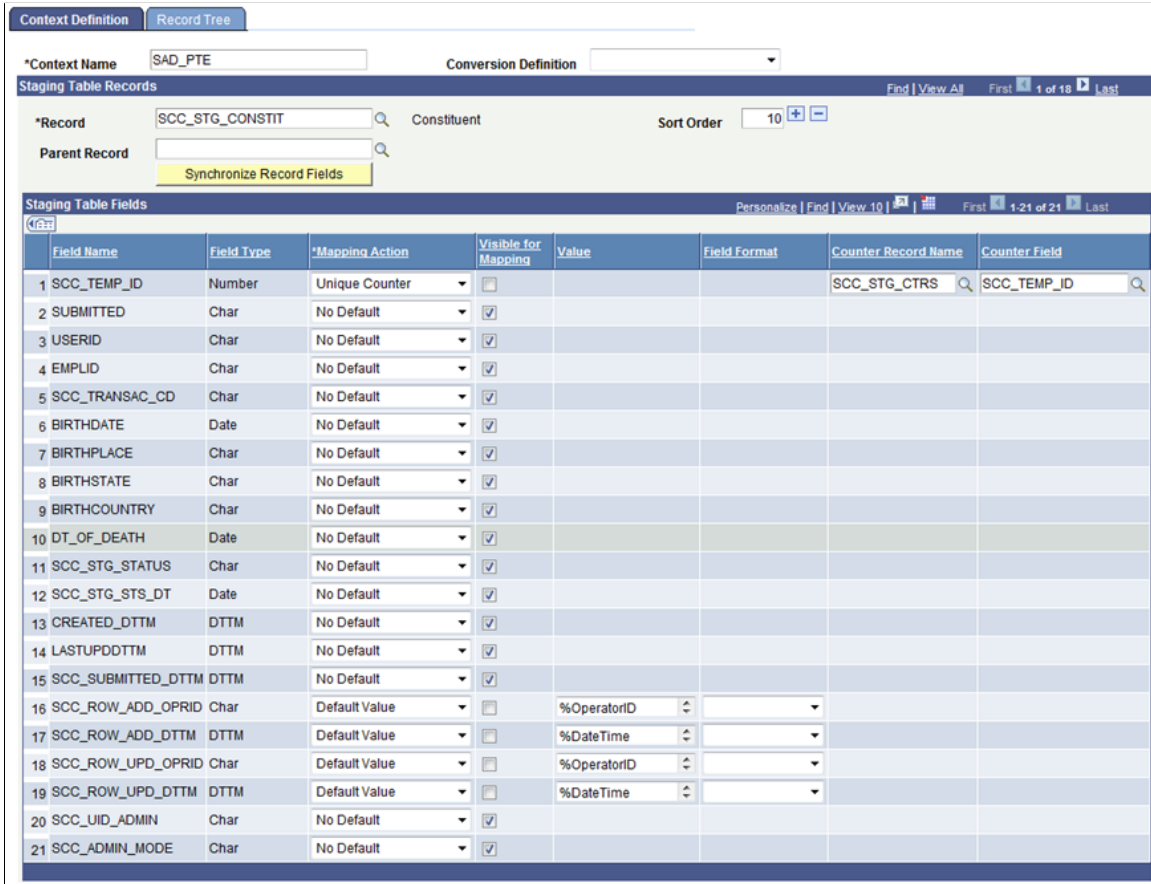 Context Definition Record Tree
*Context Name SAD_PTE Conversion Definition
Staging Table Records Find | View All First 1 of 18 Last
*Record SCC_STG_CONSTIT Constituent Sort Order 10
Parent Record
Synchronize Record Fields
Staging Table Fields Personalize | Find | View 10 | | First 1-21 of 21 Last
Field Name Field Type *Mapping Action Visible for Mapping Value Field Format Counter Record Name Counter Field
1 SCC_TEMP_ID Number Unique Counter SCC_STG_CTRS SCC_TEMP_ID
2 SUBMITTED Char No Default
3 USERID Char No Default
4 EMPLID Char No Default
5 SCC_TRANSAC_CD Char No Default
6 BIRTHDATE Date No Default
7 BIRTHPLACE Char No Default
8 BIRTHSTATE Char No Default
9 BIRTHCOUNTRY Char No Default
10 DT_OF_DEATH Date No Default
11 SCC_STG_STATUS Char No Default
12 SCC_STG_STS_DT Date No Default
13 CREATED_DTTM DTTM No Default
14 LASTUPDDTTM DTTM No Default
15 SCC_SUBMITTED_DTTM DTTM No Default
16 SCC_ROW_ADD_OPRID Char Default Value %OperatorID
17 SCC_ROW_ADD_DTTM DTTM Default Value %DateTime
18 SCC_ROW_UPD_OPRID Char Default Value %OperatorID
19 SCC_ROW_UPD_DTTM DTTM Default Value %DateTime
20 SCC_UID_ADMIN Char No Default
21 SCC_ADMIN_MODE Char No Default